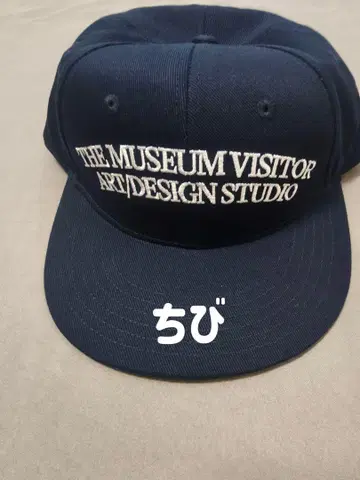 THE MUSEUM VISITOR
ART/DESIGN STUDIO
ちび